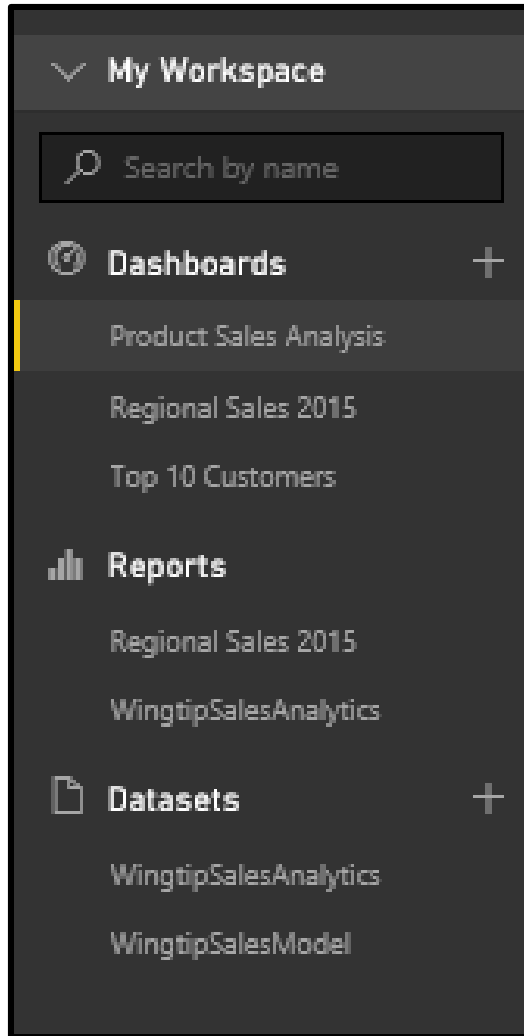 My Workspace
Search by name
Dashboards
Product Sales Analysis
Regional Sales 2015
Top 10 Customers
Reports
Regional Sales 2015
WingtipSalesAnalytics
Datasets
WingtipSalesAnalytics
WingtipSalesModel